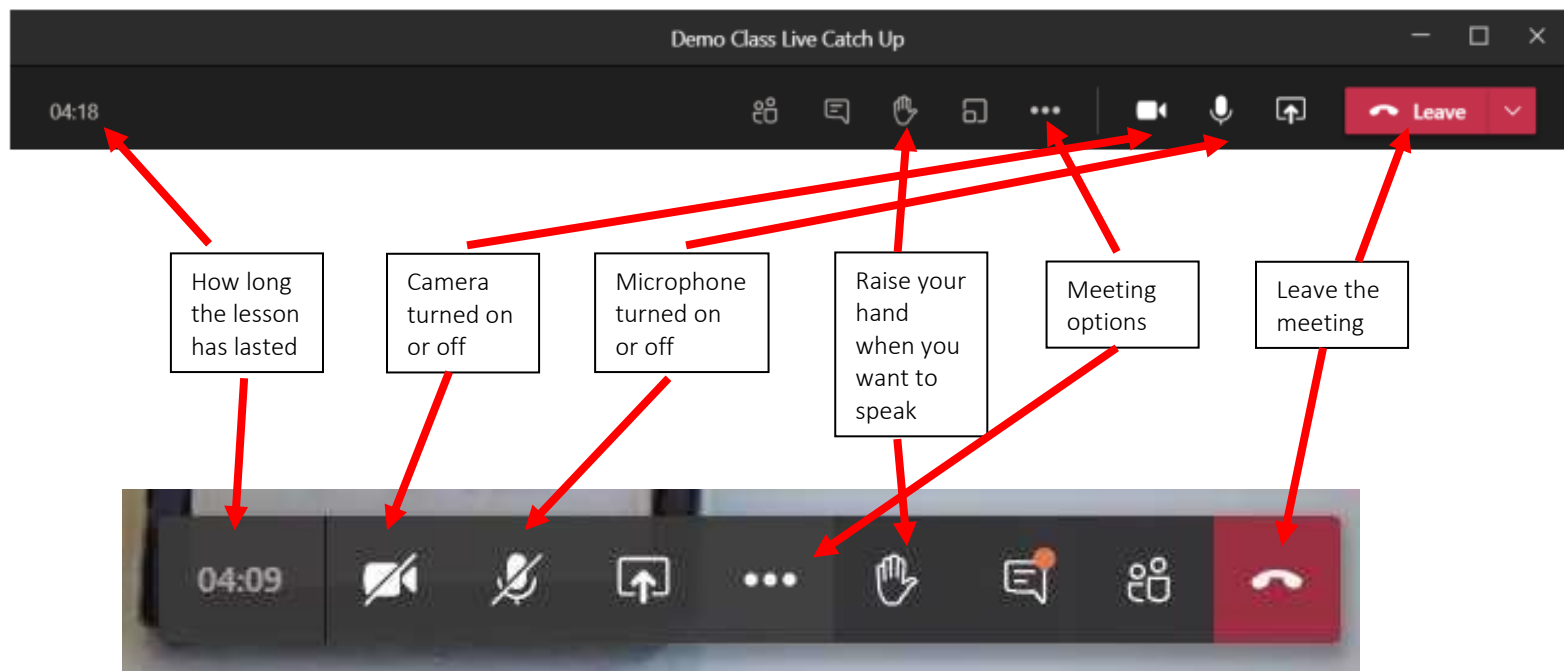 Demo Class Live Catch Up
04:18
Leave
How long
the lesson
has lasted
Camera
turned on
or off
Microphone
turned on
or off
Raise your
hand
when you
want to
speak
Meeting
options
Leave the
meeting
04:09